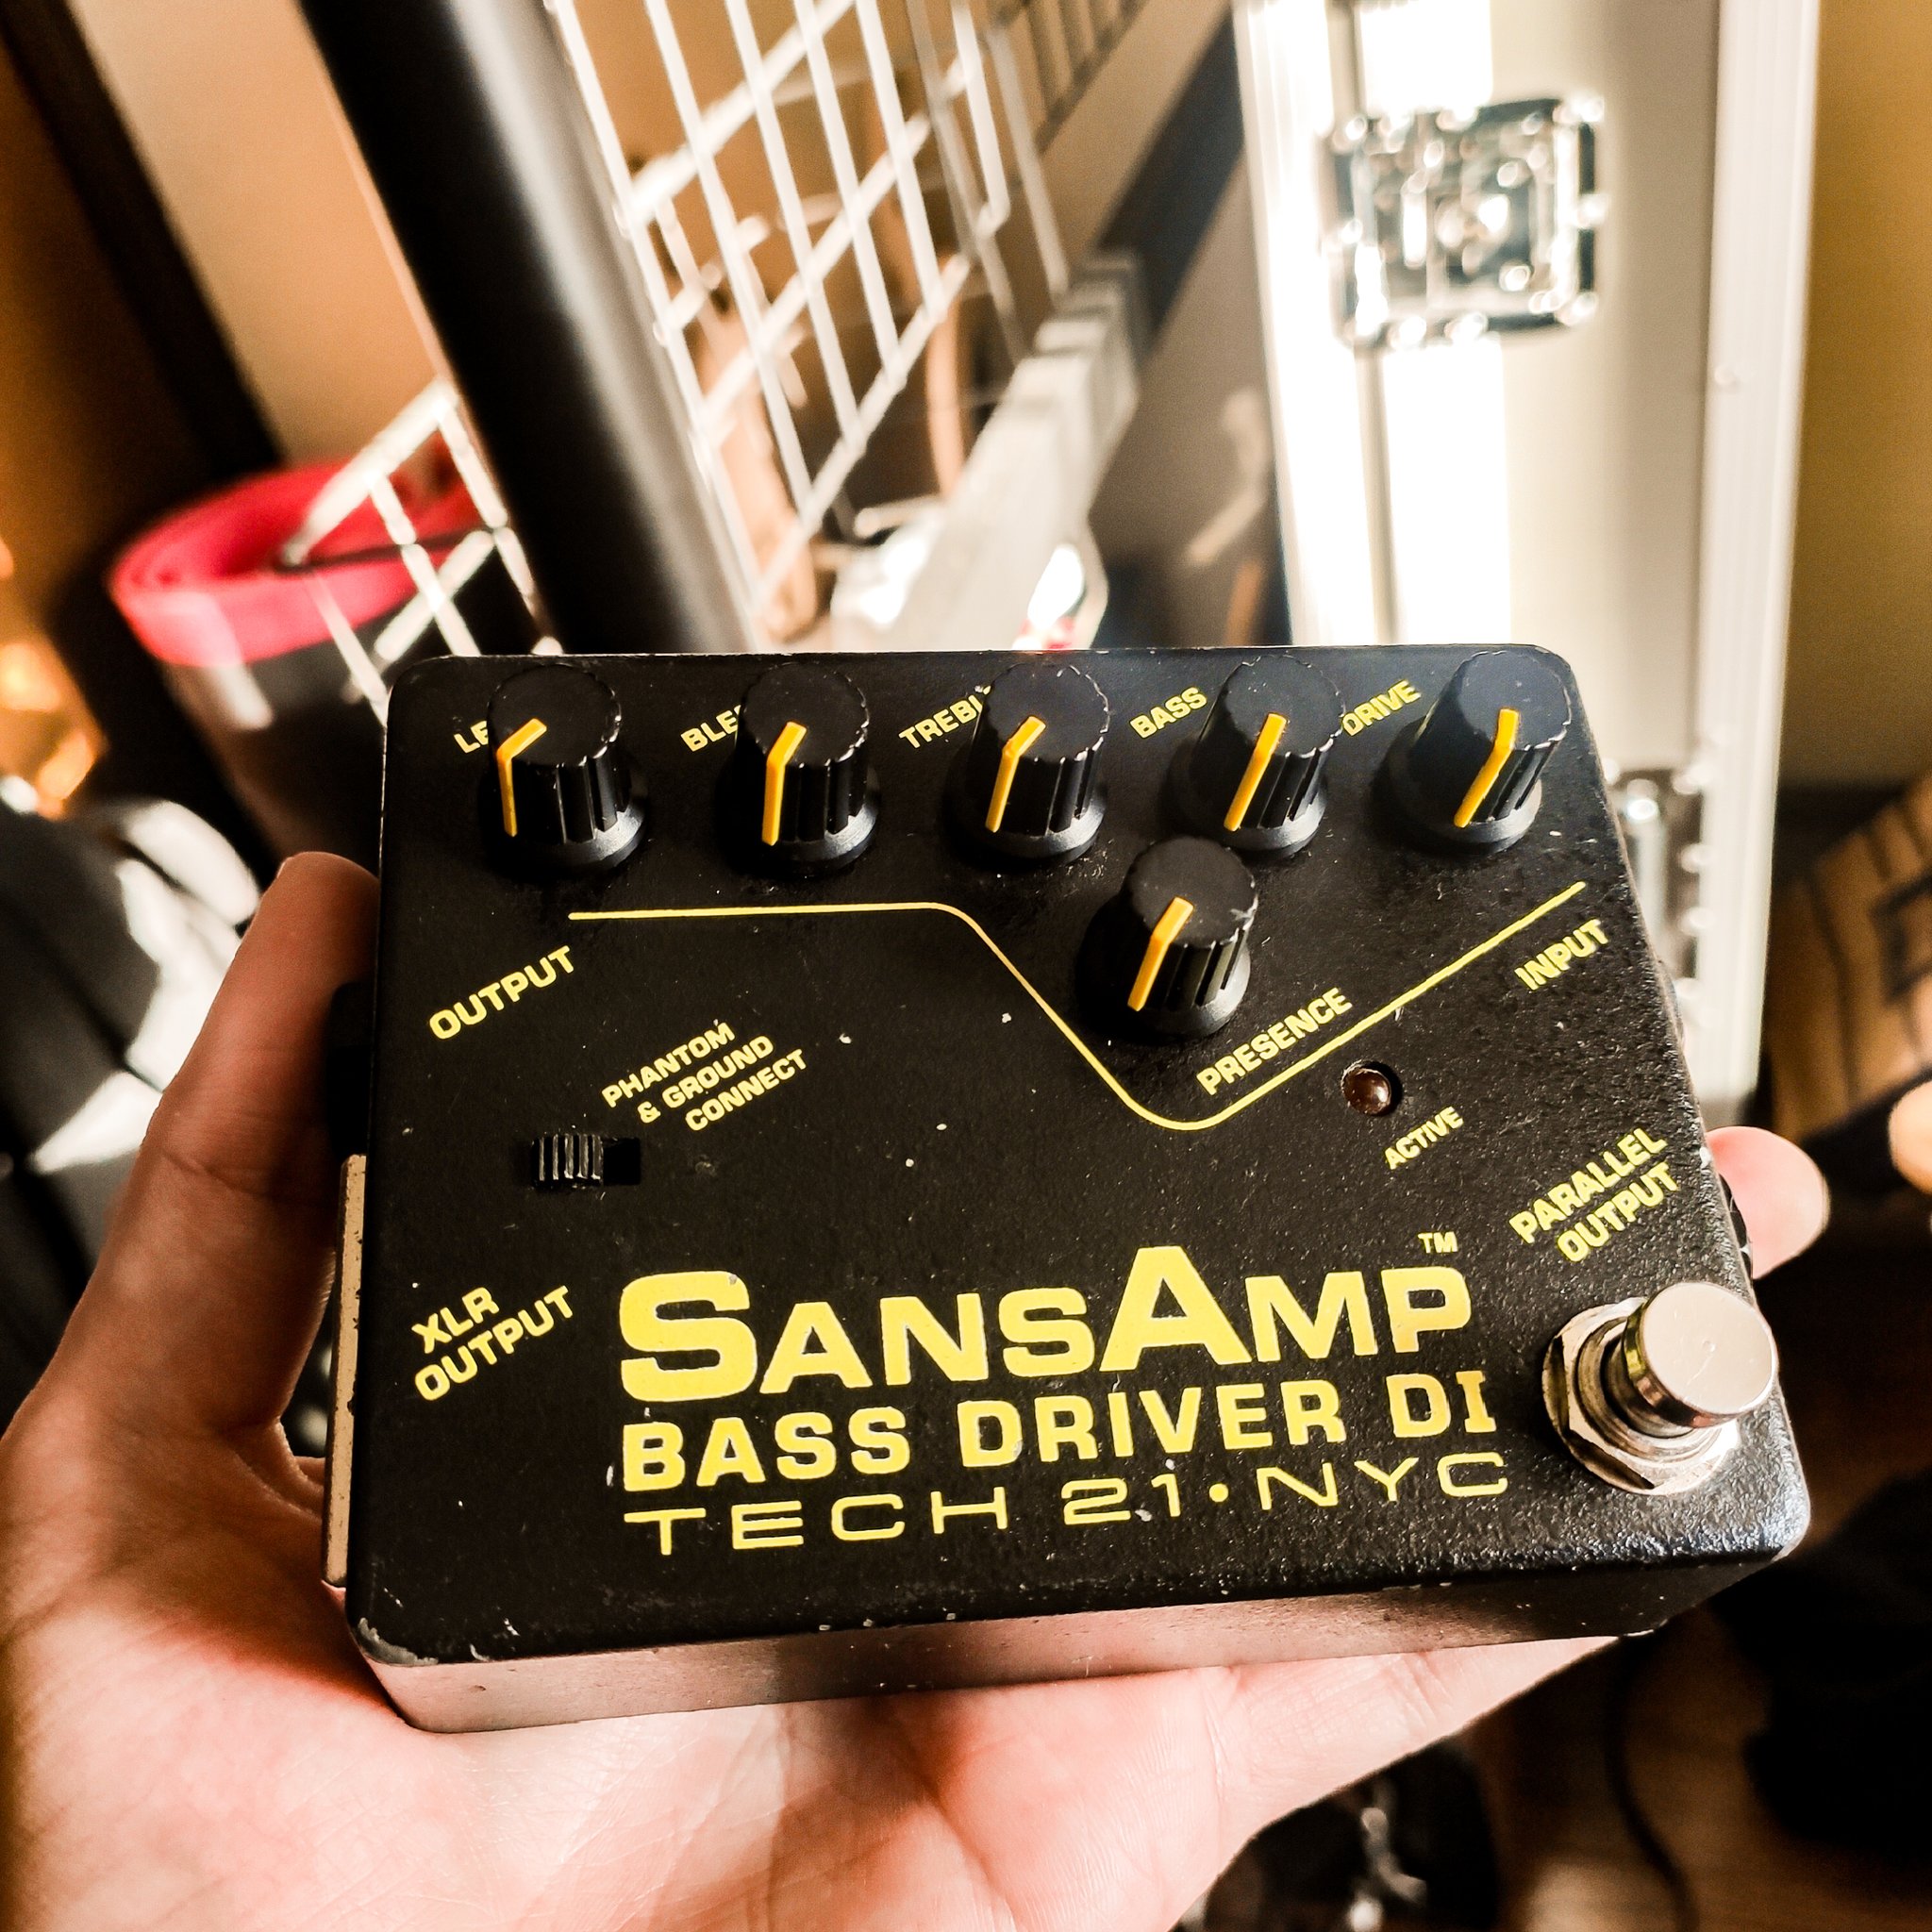 BASS
DRIVE
OUTPUT
INPUT
PRESENCE
PHANTOM
& GROUND
CONNECT
ACTIVE
PARALLEL
OUTPUT
XLR
OUTPUT
SANSAMP™
BASS DRIVER DI
TECH 21•NYC